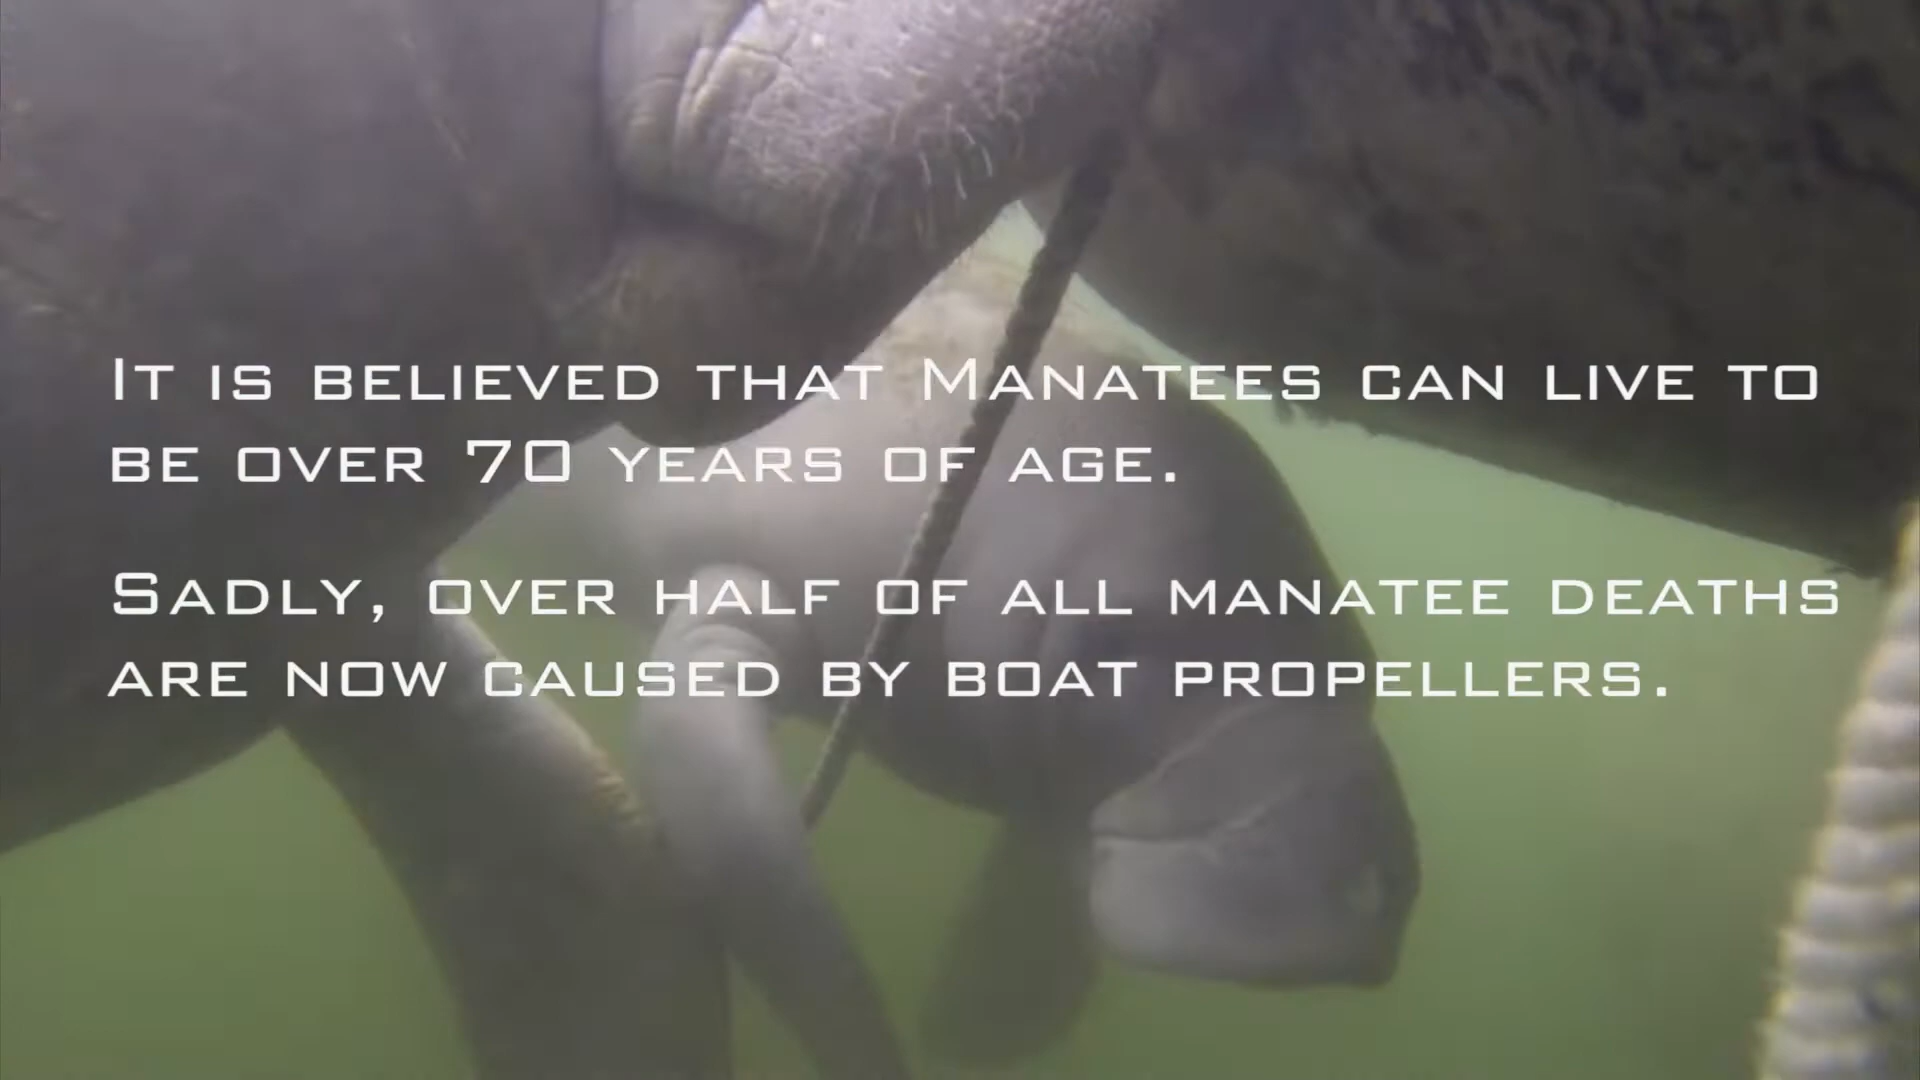 It is believed that Manatees can live to
be over 70 years of age.
Sadly, over half of all manatee deaths
are now caused by boat propellers.